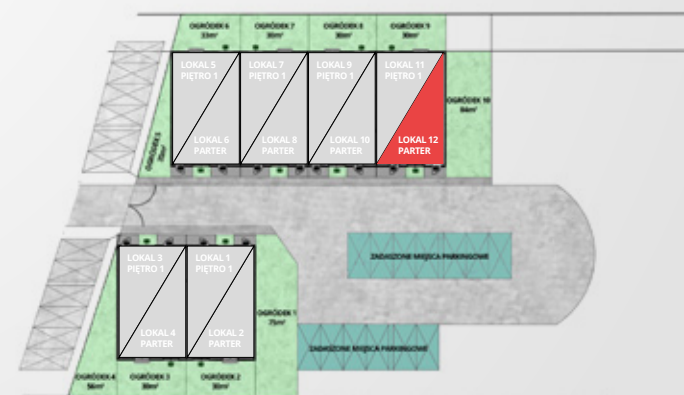 OGRÓDEK 6
33m²
OGRÓDEK 7
30m²
OGRÓDEK 8
30m²
OGRÓDEK 9
30m²
LOKAL 5
PIĘTRO 1
LOKAL 7
PIĘTRO 1
LOKAL 9
PIĘTRO 1
LOKAL 11
PIĘTRO 1
OGRÓDEK 10
LOKAL 6
PARTER
LOKAL 8
PARTER
LOKAL 10
PARTER
LOKAL 12
PARTER
OGRÓDEK 5
LOKAL 3
PIĘTRO 1
LOKAL 1
PIĘTRO 1
ZADASZONE MIEJSCA PARKINGOWE
OGRÓDEK 1
75m²
LOKAL 4
PARTER
LOKAL 2
PARTER
ZADASZONE MIEJSCA PARKINGOWE
OGRÓDEK 4
56m²
OGRÓDEK 3
30m²
OGRÓDEK 2
30m²